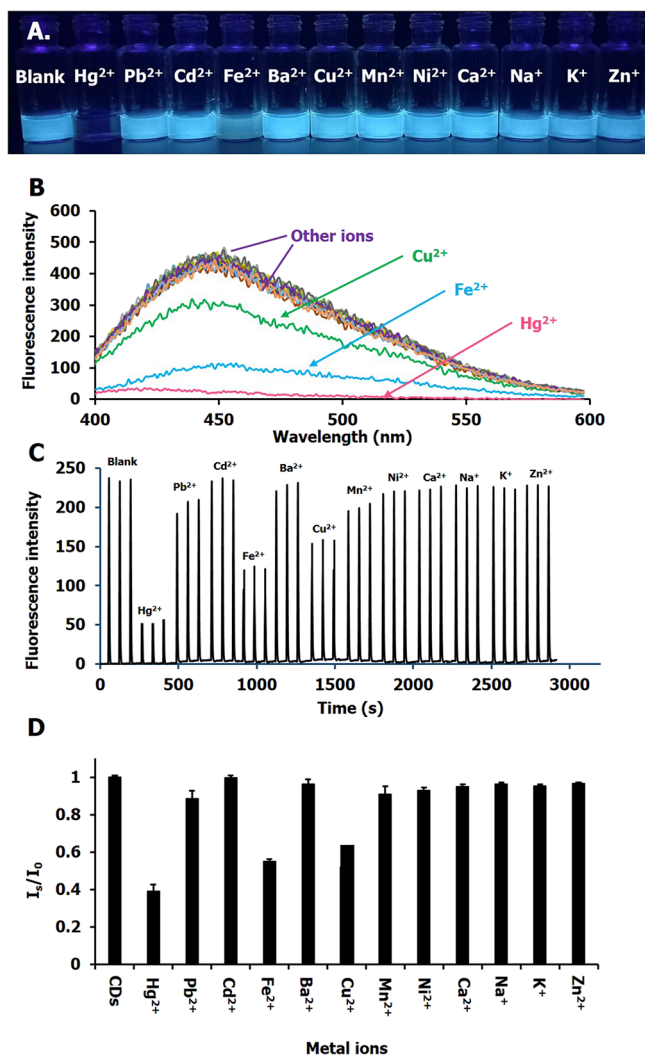 A.
Blank Hg²⁺ Pb²⁺ Cd²⁺ Fe²⁺ Ba²⁺ Cu²⁺ Mn²⁺ Ni²⁺ Ca²⁺ Na⁺ K⁺ Zn⁺
B
Fluorescence intensity
600
500
400
300
200
100
0
Other ions
Cu²⁺
Fe²⁺
Hg²⁺
400 450 500 550 600
Wavelength (nm)
C
Fluorescence intensity
250
200
150
100
50
0
Blank
Hg²⁺
Pb²⁺
Cd²⁺
Fe²⁺
Ba²⁺
Cu²⁺
Mn²⁺
Ni²⁺
Ca²⁺
Na⁺
K⁺
Zn²⁺
0 500 1000 1500 2000 2500 3000
Time (s)
D
Iₛ/I₀
1
0.8
0.6
0.4
0.2
0
CDs Hg²⁺ Pb²⁺ Cd²⁺ Fe²⁺ Ba²⁺ Cu²⁺ Mn²⁺ Ni²⁺ Ca²⁺ Na⁺ K⁺ Zn²⁺
Metal ions